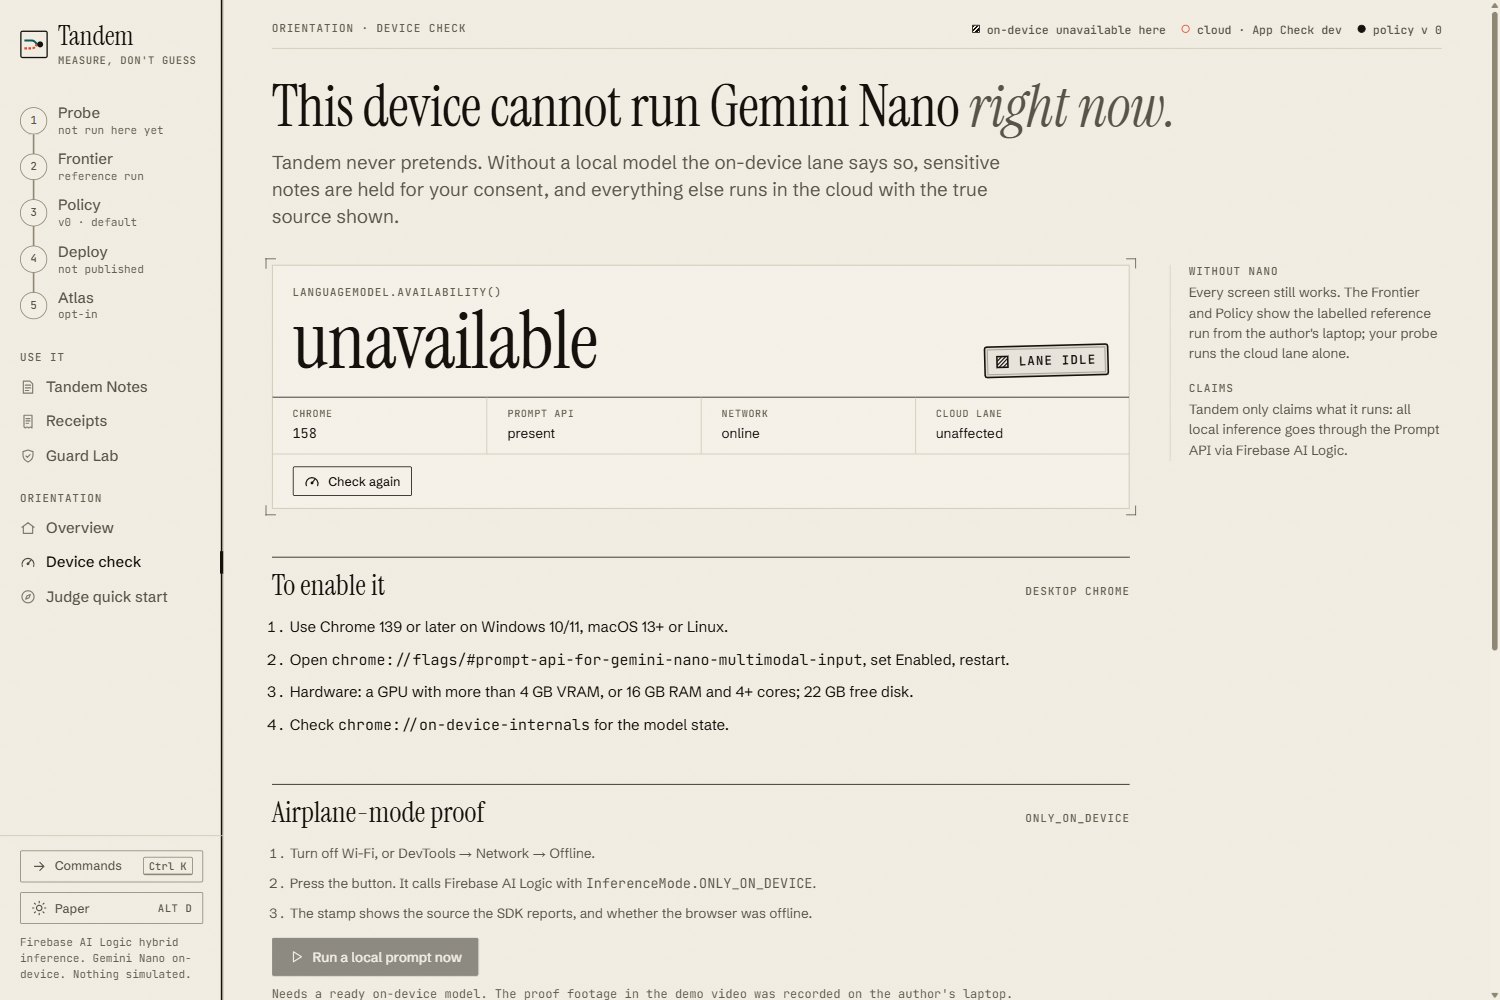 Tandem
MEASURE, DON'T GUESS
1
Probe
not run here yet
2
Frontier
reference run
3
Policy
v0 · default
4
Deploy
not published
5
Atlas
opt-in
USE IT
Tandem Notes
Receipts
Guard Lab
ORIENTATION
Overview
Device check
Judge quick start
→ Commands Ctrl K
Paper ALT D
Firebase AI Logic hybrid
inference. Gemini Nano on-
device. Nothing simulated.
ORIENTATION · DEVICE CHECK
on-device unavailable here
cloud · App Check dev
policy v 0
This device cannot run Gemini Nano right now.
Tandem never pretends. Without a local model the on-device lane says so, sensitive
notes are held for your consent, and everything else runs in the cloud with the true
source shown.
LANGUAGEMODEL.AVAILABILITY()
unavailable
LANE IDLE
CHROME
158
PROMPT API
present
NETWORK
online
CLOUD LANE
unaffected
Check again
WITHOUT NANO
Every screen still works. The Frontier
and Policy show the labelled reference
run from the author's laptop; your probe
runs the cloud lane alone.
CLAIMS
Tandem only claims what it runs: all
local inference goes through the Prompt
API via Firebase AI Logic.
To enable it
DESKTOP CHROME
1. Use Chrome 139 or later on Windows 10/11, macOS 13+ or Linux.
2. Open chrome://flags/#prompt-api-for-gemini-nano-multimodal-input, set Enabled, restart.
3. Hardware: a GPU with more than 4 GB VRAM, or 16 GB RAM and 4+ cores; 22 GB free disk.
4. Check chrome://on-device-internals for the model state.
Airplane-mode proof
ONLY_ON_DEVICE
1. Turn off Wi-Fi, or DevTools → Network → Offline.
2. Press the button. It calls Firebase AI Logic with InferenceMode.ONLY_ON_DEVICE.
3. The stamp shows the source the SDK reports, and whether the browser was offline.
Run a local prompt now
Needs a ready on-device model. The proof footage in the demo video was recorded on the author's laptop.